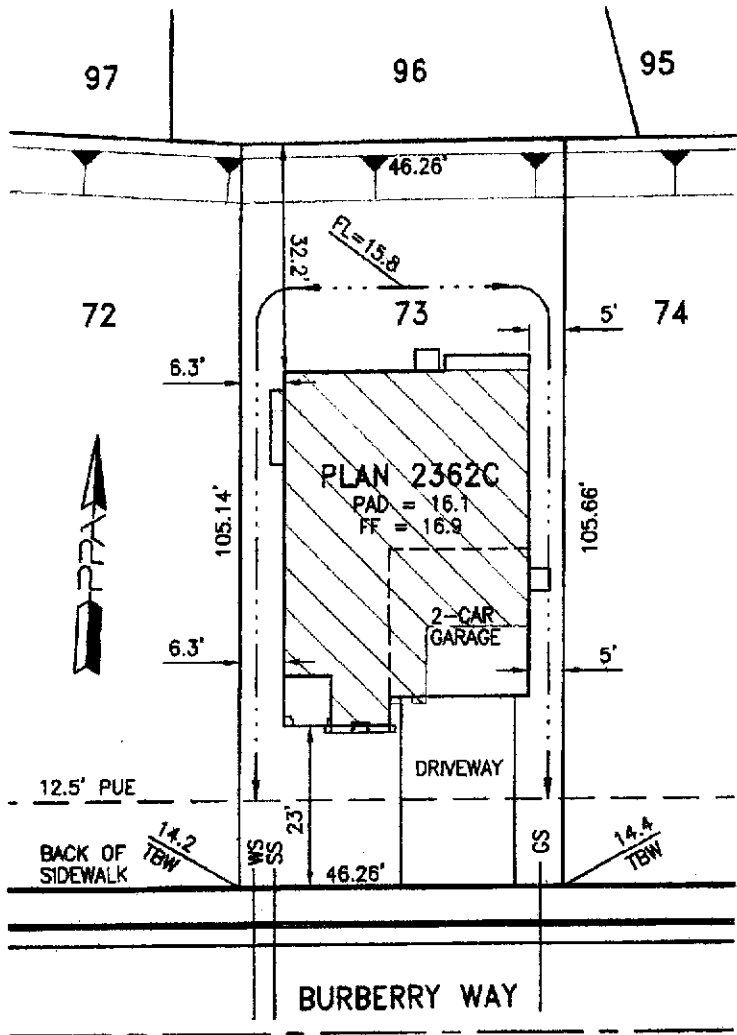 97
96
95
46.26'
FL=15.8
32.2'
72
73
74
5'
6.3'
PLAN 2362C
PAD = 16.1
FF = 16.9
105.14'
105.66'
2-CAR
GARAGE
6.3'
5'
DRIVEWAY
12.5' PUE
23'
14.2
TBW
WS
SS
GS
14.4
TBW
BACK OF
SIDEWALK
46.26'
BURBERRY WAY